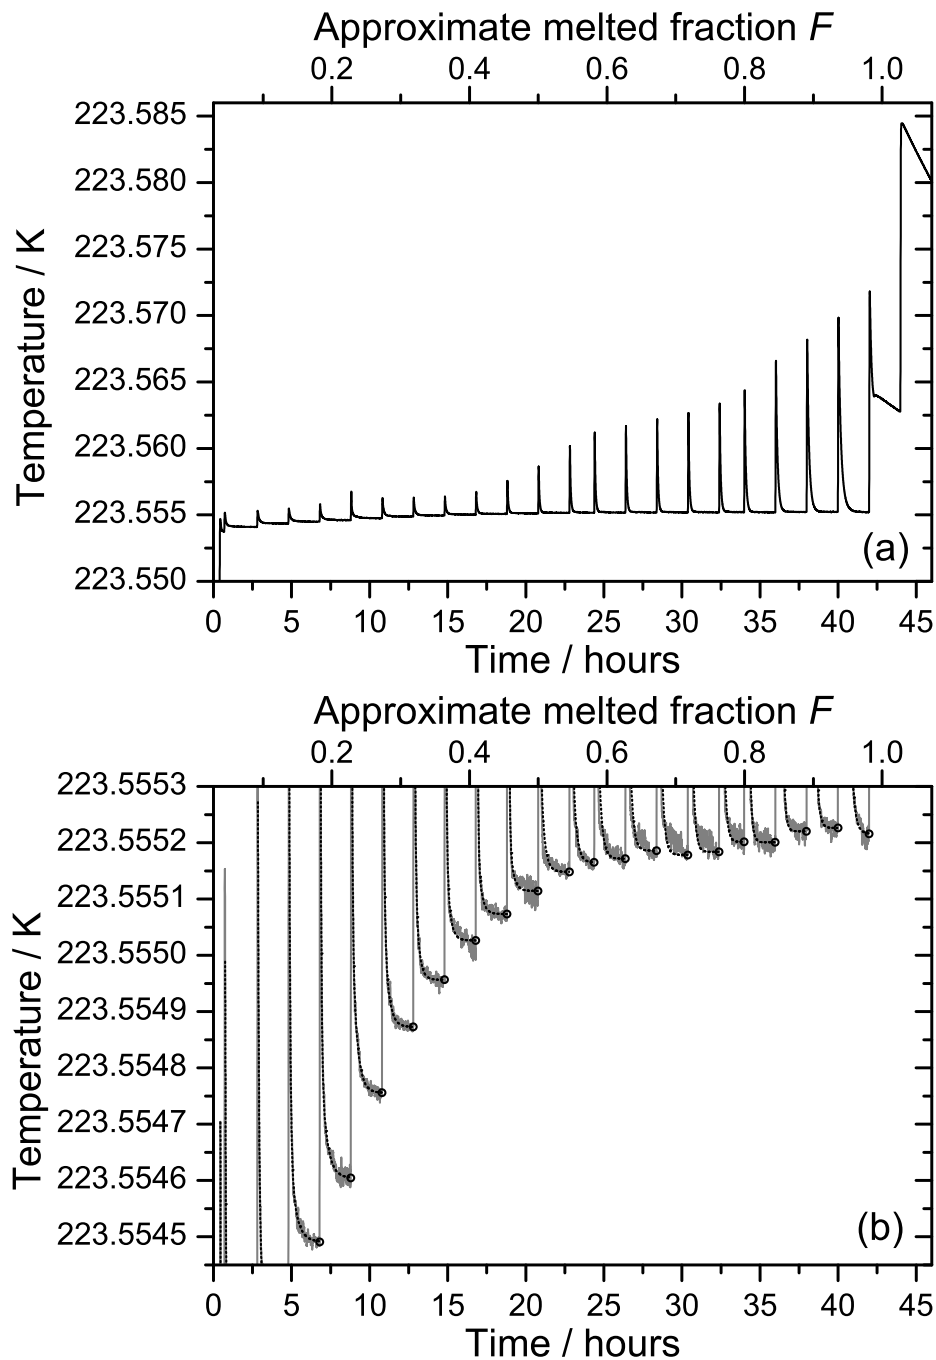 Approximate melted fraction F
0.2 0.4 0.6 0.8 1.0
223.585
223.580
223.575
223.570
223.565
223.560
223.555
223.550
Temperature / K
(a)
0 5 10 15 20 25 30 35 40 45
Time / hours
Approximate melted fraction F
0.2 0.4 0.6 0.8 1.0
223.5553
223.5552
223.5551
223.5550
223.5549
223.5548
223.5547
223.5546
223.5545
Temperature / K
(b)
0 5 10 15 20 25 30 35 40 45
Time / hours